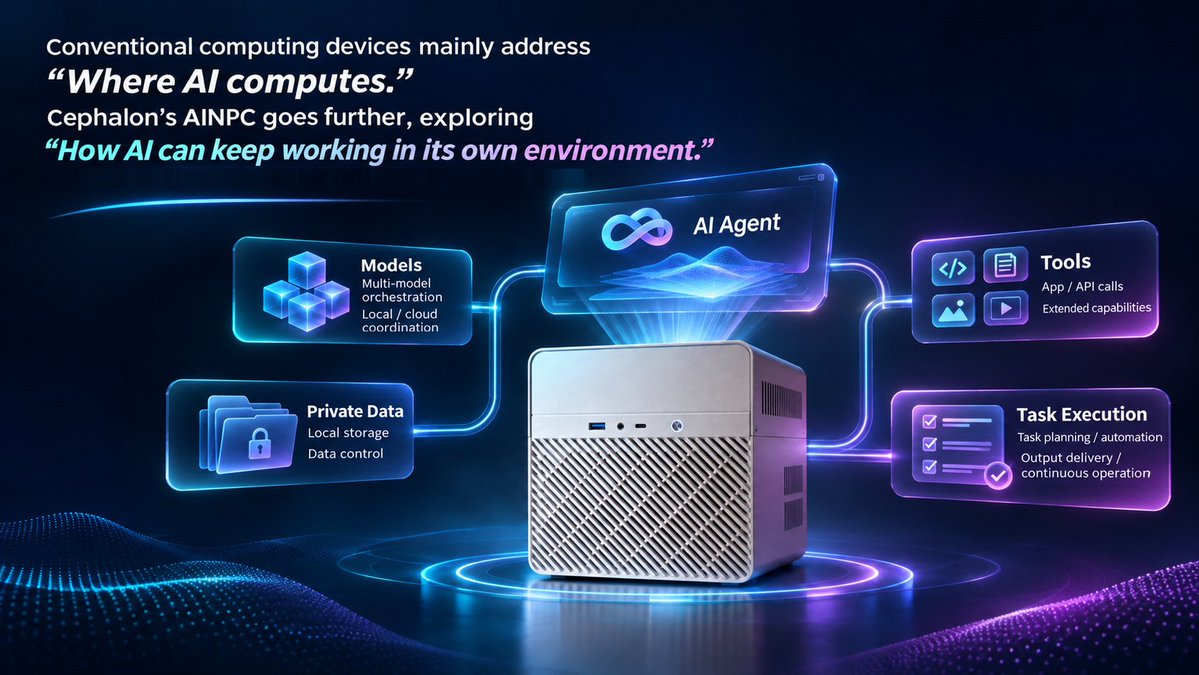 Conventional computing devices mainly address
“Where AI computes.”
Cephalon’s AINPC goes further, exploring
“How AI can keep working in its own environment.”
AI Agent
Models
Multi-model
orchestration
Local / cloud
coordination
Tools
App / API calls
Extended capabilities
Private Data
Local storage
Data control
Task Execution
Task planning / automation
Output delivery /
continuous operation